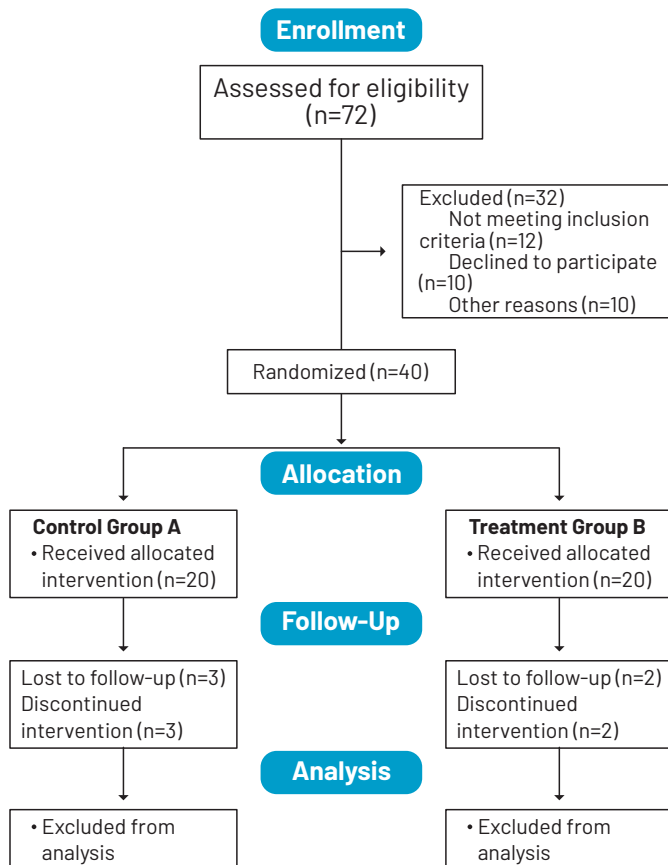 Enrollment
Assessed for eligibility
(n=72)
Excluded (n=32)
Not meeting inclusion
criteria (n=12)
Declined to participate
(n=10)
Other reasons (n=10)
Randomized (n=40)
Allocation
Control Group A
• Received allocated
intervention (n=20)
Treatment Group B
• Received allocated
intervention (n=20)
Follow-Up
Lost to follow-up (n=3)
Discontinued
intervention (n=3)
Lost to follow-up (n=2)
Discontinued
intervention (n=2)
Analysis
• Excluded from
analysis
• Excluded from
analysis